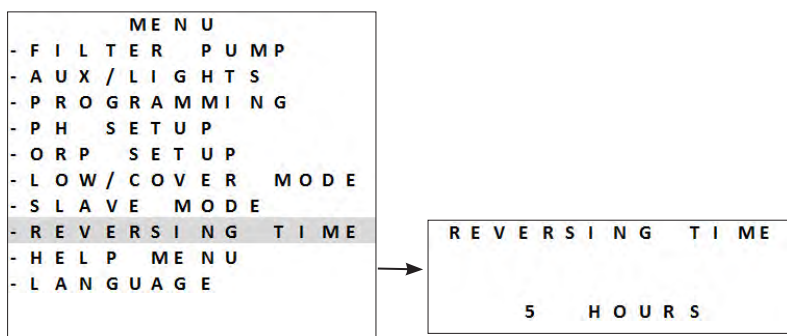 MENU
- FILTER PUMP
- AUX/LIGHTS
- PROGRAMMING
- PH SETUP
- ORP SETUP
- LOW/COVER MODE
- SLAVE MODE
- REVERSING TIME
- HELP MENU
- LANGUAGE
REVERSING TIME
5 HOURS